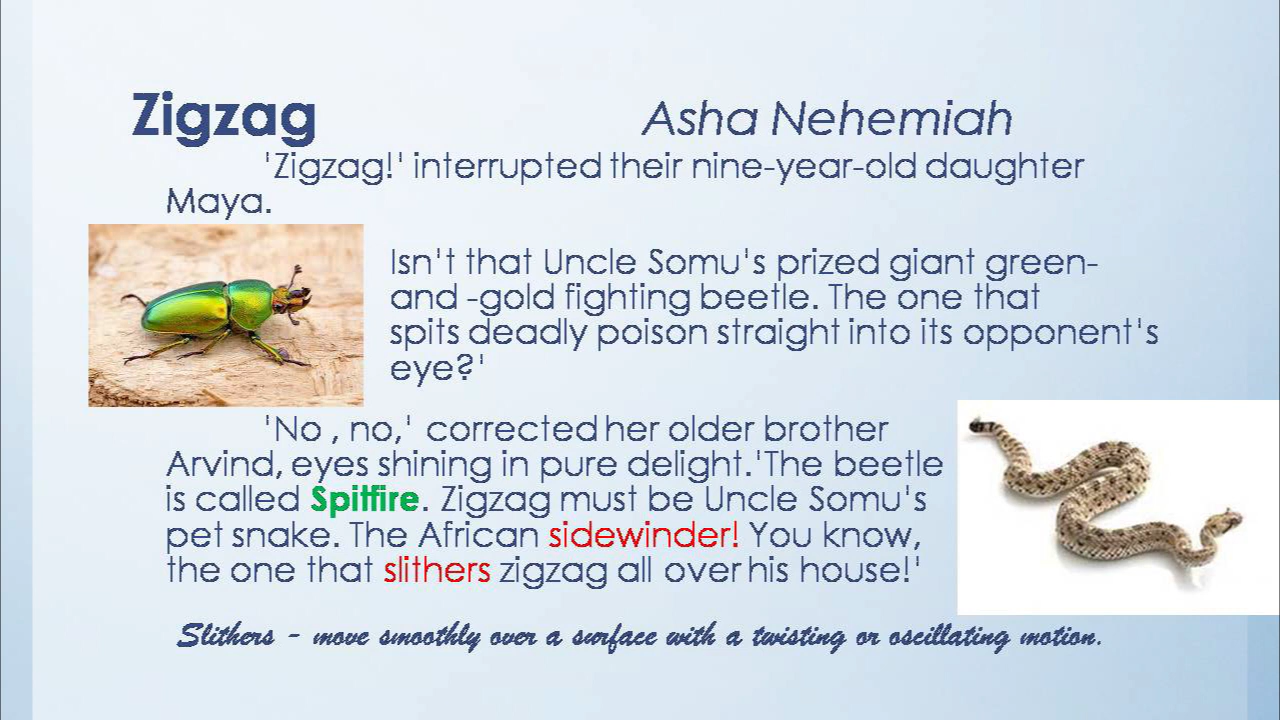 Zigzag Asha Nehemiah
'Zigzag!' interrupted their nine-year-old daughter
Maya.
Isn't that Uncle Somu's prized giant green-
and -gold fighting beetle. The one that
spits deadly poison straight into its opponent's
eye?'
'No , no,' corrected her older brother
Arvind, eyes shining in pure delight.'The beetle
is called Spitfire. Zigzag must be Uncle Somu's
pet snake. The African sidewinder! You know,
the one that slithers zigzag all over his house!'
Slithers - move smoothly over a surface with a twisting or oscillating motion.